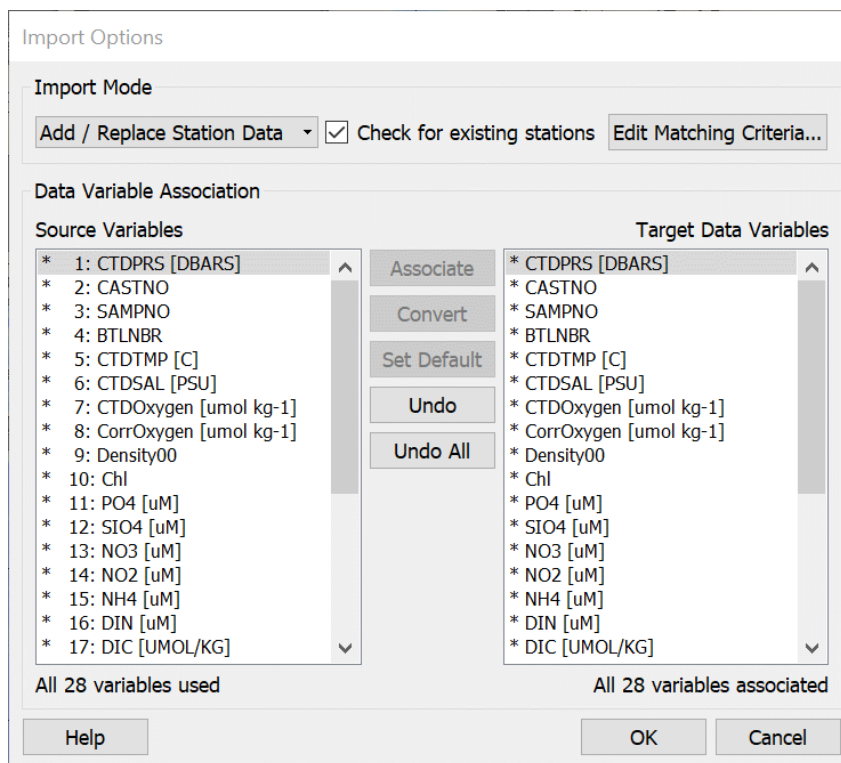 Import Options
Import Mode
Add / Replace Station Data Check for existing stations Edit Matching Criteria...
Data Variable Association
Source Variables Target Data Variables
* 1: CTDPRS [DBARS]
* 2: CASTNO
* 3: SAMPNO
* 4: BTLNBR
* 5: CTDTMP [C]
* 6: CTDSAL [PSU]
* 7: CTDOxygen [umol kg-1]
* 8: CorrOxygen [umol kg-1]
* 9: Density00
* 10: Chl
* 11: PO4 [uM]
* 12: SIO4 [uM]
* 13: NO3 [uM]
* 14: NO2 [uM]
* 15: NH4 [uM]
* 16: DIN [uM]
* 17: DIC [UMOL/KG]
Associate
Convert
Set Default
Undo
Undo All
* CTDPRS [DBARS]
* CASTNO
* SAMPNO
* BTLNBR
* CTDTMP [C]
* CTDSAL [PSU]
* CTDOxygen [umol kg-1]
* CorrOxygen [umol kg-1]
* Density00
* Chl
* PO4 [uM]
* SIO4 [uM]
* NO3 [uM]
* NO2 [uM]
* NH4 [uM]
* DIN [uM]
* DIC [UMOL/KG]
All 28 variables used All 28 variables associated
Help OK Cancel